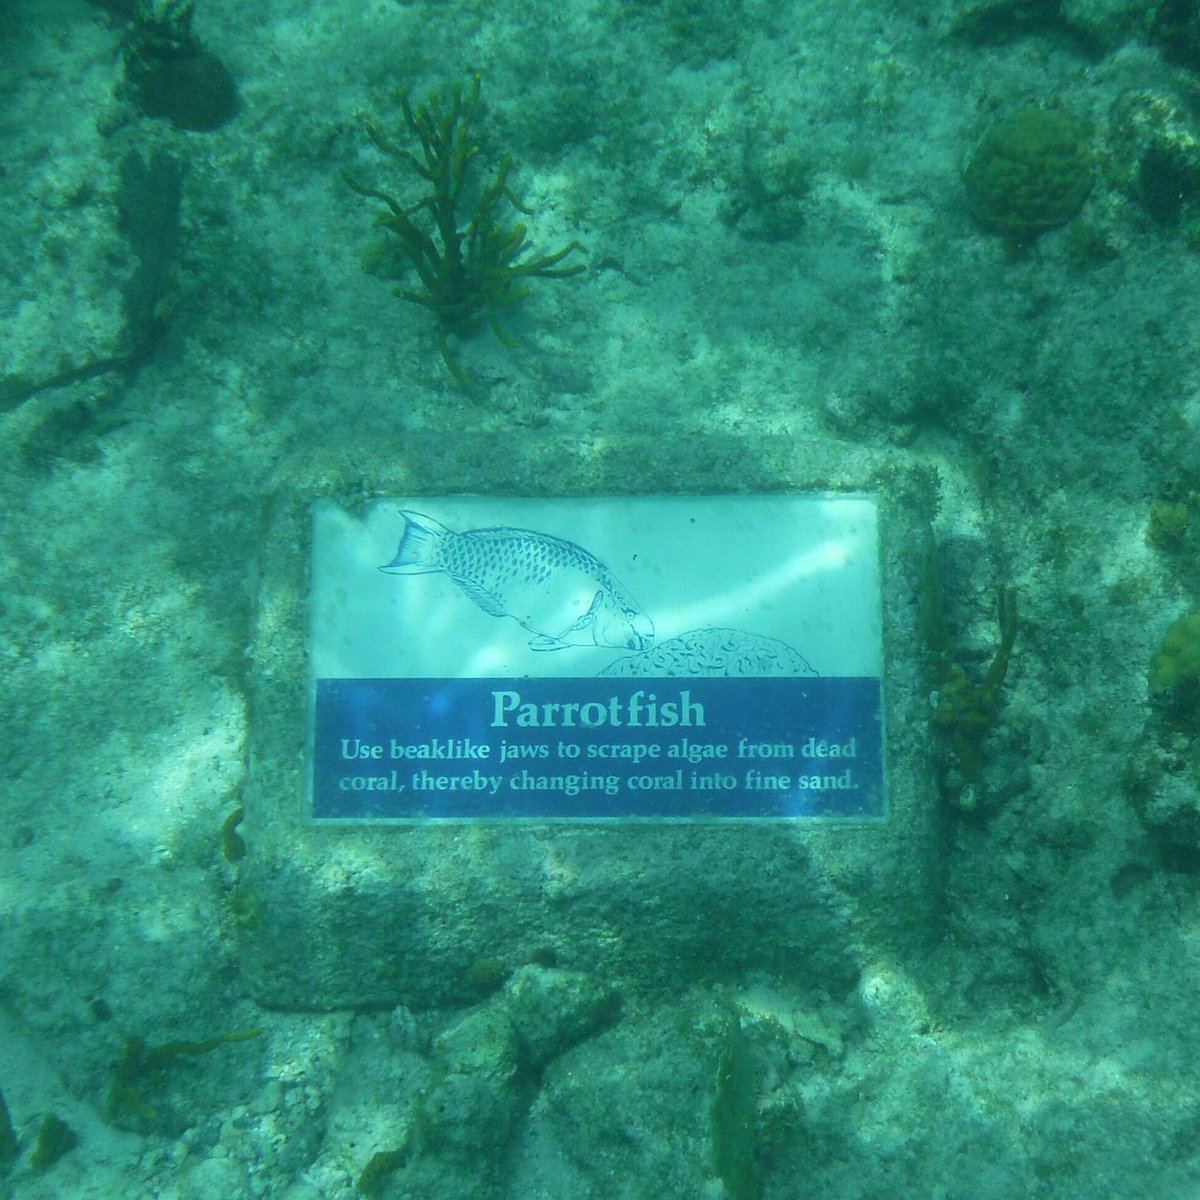 Parrotfish
Use beaklike jaws to scrape algae from dead
coral, thereby changing coral into fine sand.